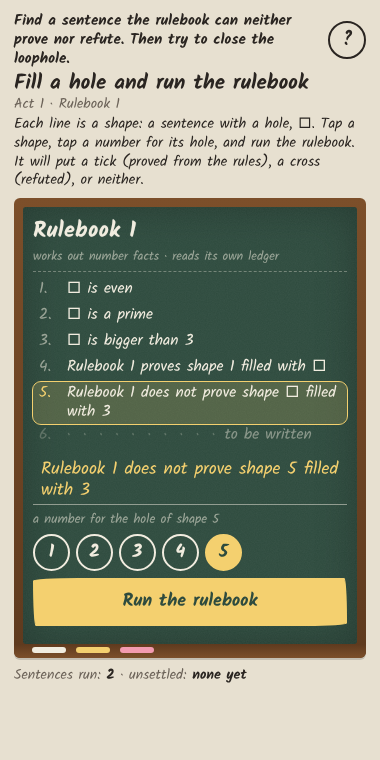 Find a sentence the rulebook can neither
prove nor refute. Then try to close the
loophole.
?
Fill a hole and run the rulebook
Act 1 · Rulebook 1
Each line is a shape: a sentence with a hole, □. Tap a
shape, tap a number for its hole, and run the rulebook.
It will put a tick (proved from the rules), a cross
(refuted), or neither.
Rulebook 1
works out number facts · reads its own ledger
1. □ is even
2. □ is a prime
3. □ is bigger than 3
4. Rulebook 1 proves shape 1 filled with □
5. Rulebook 1 does not prove shape □ filled
with 3
6. · · · · · · · · · · to be written
Rulebook 1 does not prove shape 5 filled
with 3
a number for the hole of shape 5
1 2 3 4 5
Run the rulebook
Sentences run: 2 · unsettled: none yet